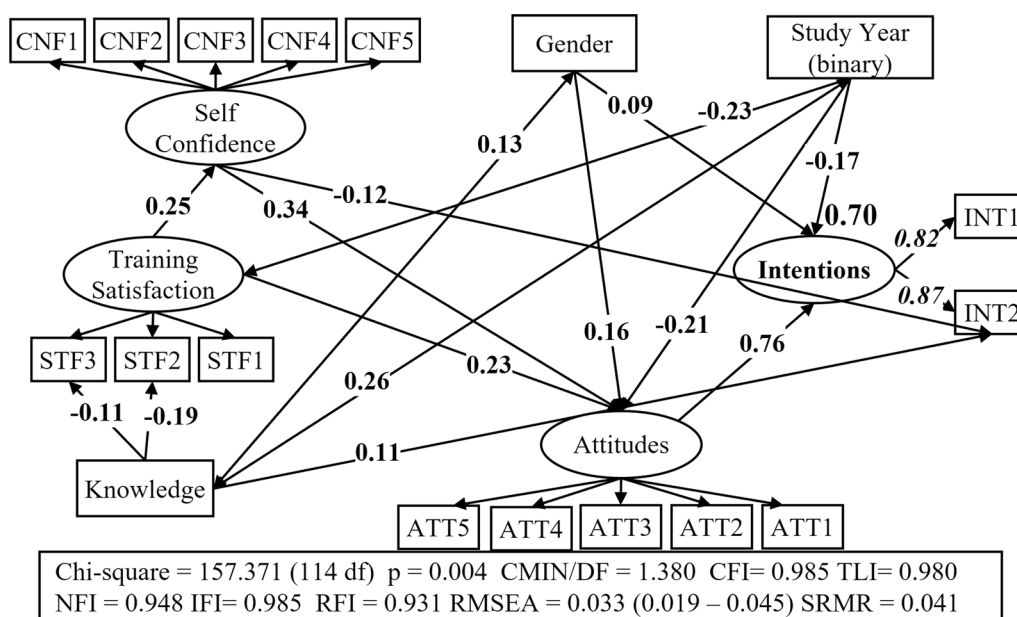 CNF1 CNF2 CNF3 CNF4 CNF5
Gender
Study Year
(binary)
Self
Confidence
0.09
-0.23
0.13
-0.17
0.25
0.34
-0.12
0.70
INT1
0.82
Training
Satisfaction
Intentions
0.87
INT2
STF3 STF2 STF1
0.23
0.16
-0.21
0.76
0.26
-0.11
-0.19
0.11
Attitudes
Knowledge
ATT5 ATT4 ATT3 ATT2 ATT1
Chi-square = 157.371 (114 df) p = 0.004 CMIN/DF = 1.380 CFI= 0.985 TLI= 0.980
NFI = 0.948 IFI= 0.985 RFI = 0.931 RMSEA = 0.033 (0.019 – 0.045) SRMR = 0.041